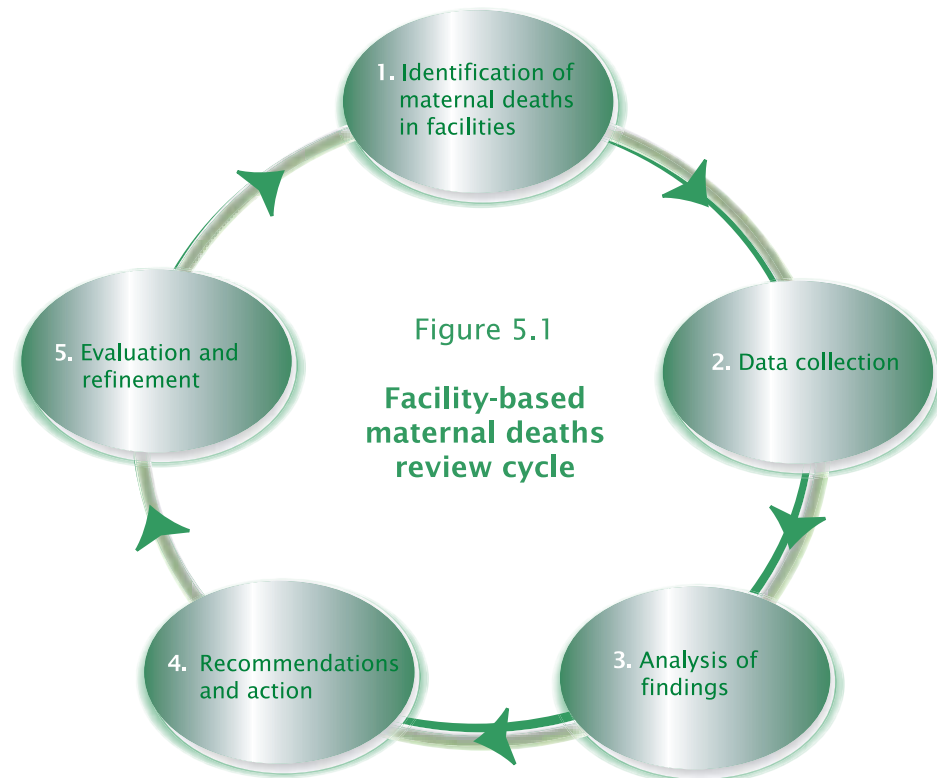 1. Identification of
maternal deaths
in facilities
2. Data collection
3. Analysis of
findings
4. Recommendations
and action
5. Evaluation and
refinement
Figure 5.1
Facility-based
maternal deaths
review cycle